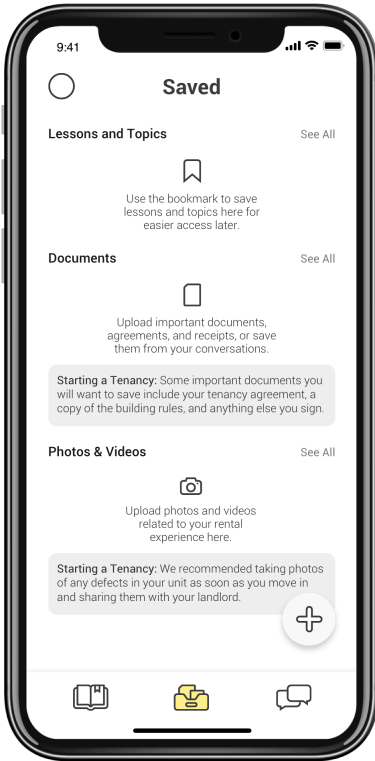 9:41
Saved
Lessons and Topics See All
Use the bookmark to save
lessons and topics here for
easier access later.
Documents See All
Upload important documents,
agreements, and receipts, or save
them from your conversations.
Starting a Tenancy: Some important documents you
will want to save include your tenancy agreement, a
copy of the building rules, and anything else you sign.
Photos & Videos See All
Upload photos and videos
related to your rental
experience here.
Starting a Tenancy: We recommended taking photos
of any defects in your unit as soon as you move in
and sharing them with your landlord.